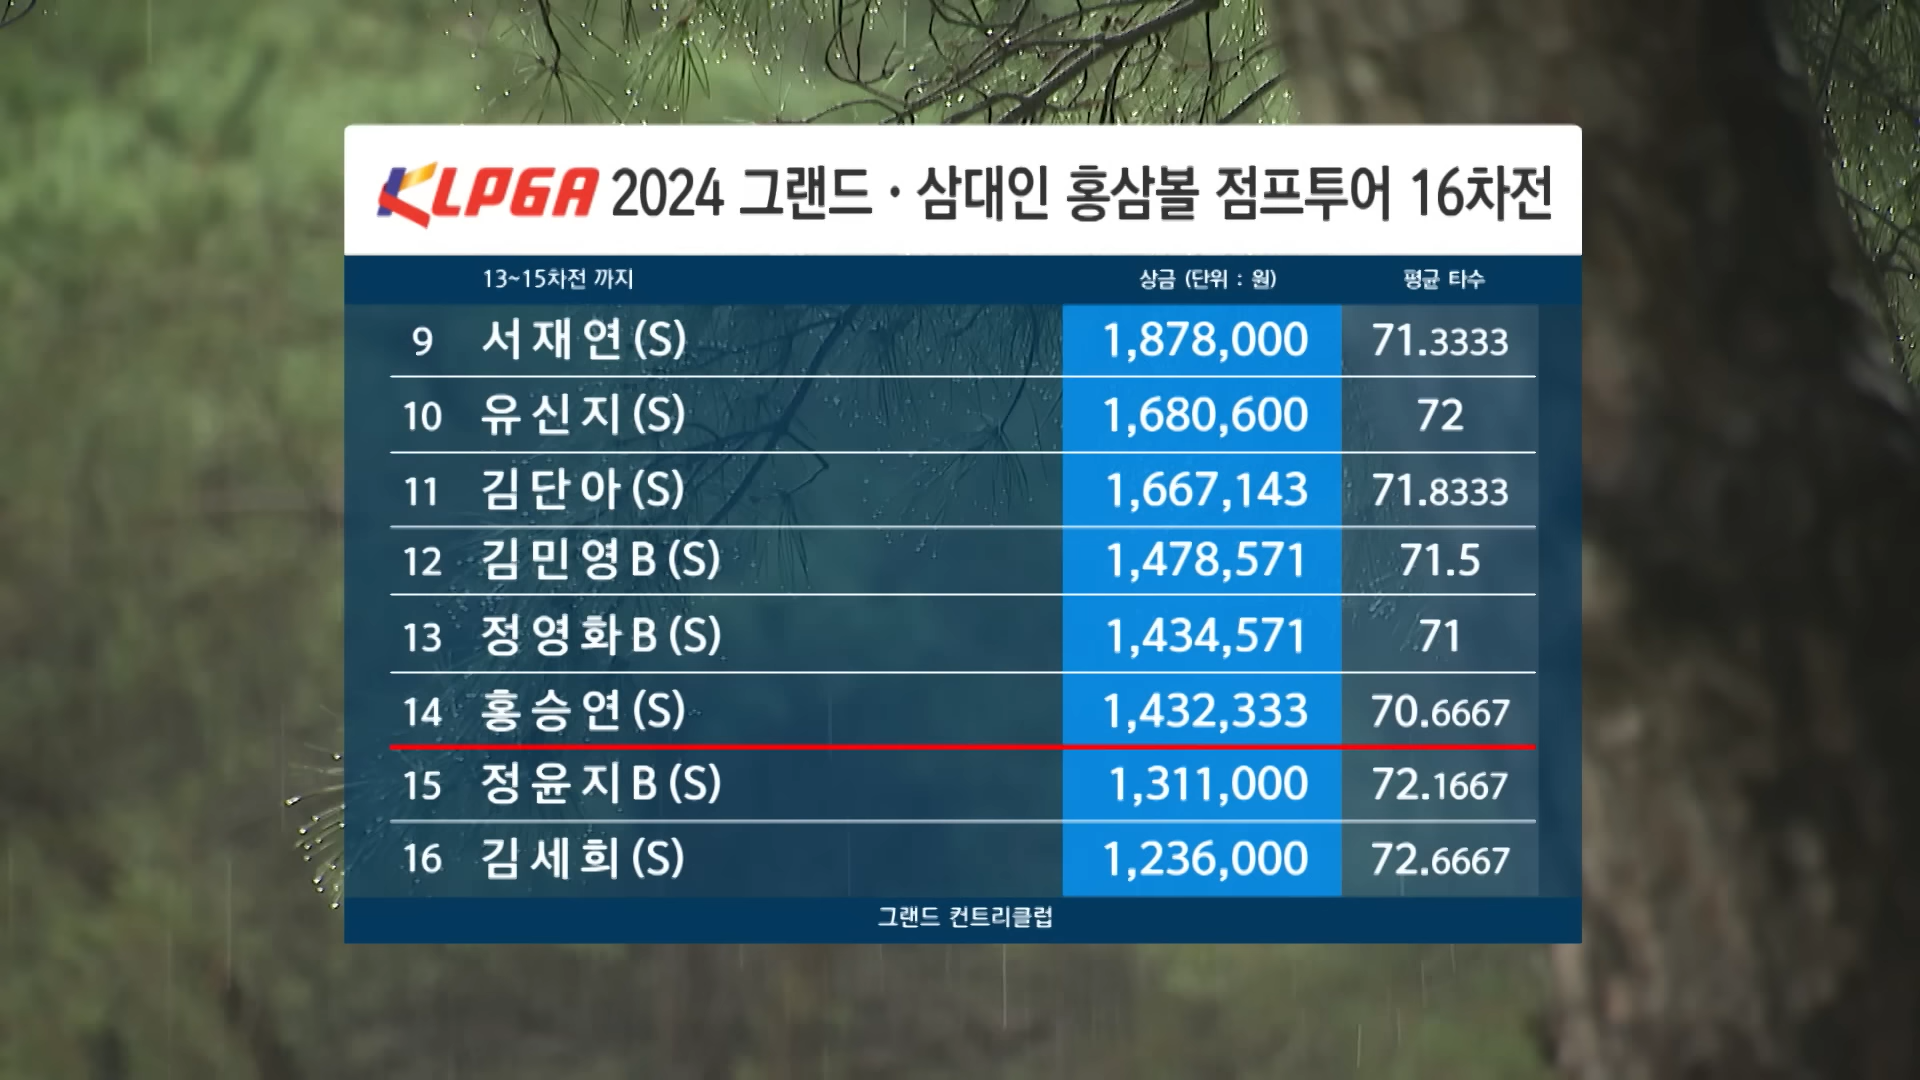 KLPGA 2024 그랜드 · 삼대인 홍삼볼 점프투어 16차전
13~15차전 까지 상금 (단위 : 원) 평균 타수
9 서재연 (S) 1,878,000 71.3333
10 유신지 (S) 1,680,600 72
11 김단아 (S) 1,667,143 71.8333
12 김민영B (S) 1,478,571 71.5
13 정영화B (S) 1,434,571 71
14 홍승연 (S) 1,432,333 70.6667
15 정윤지B (S) 1,311,000 72.1667
16 김세희 (S) 1,236,000 72.6667
그랜드 컨트리클럽